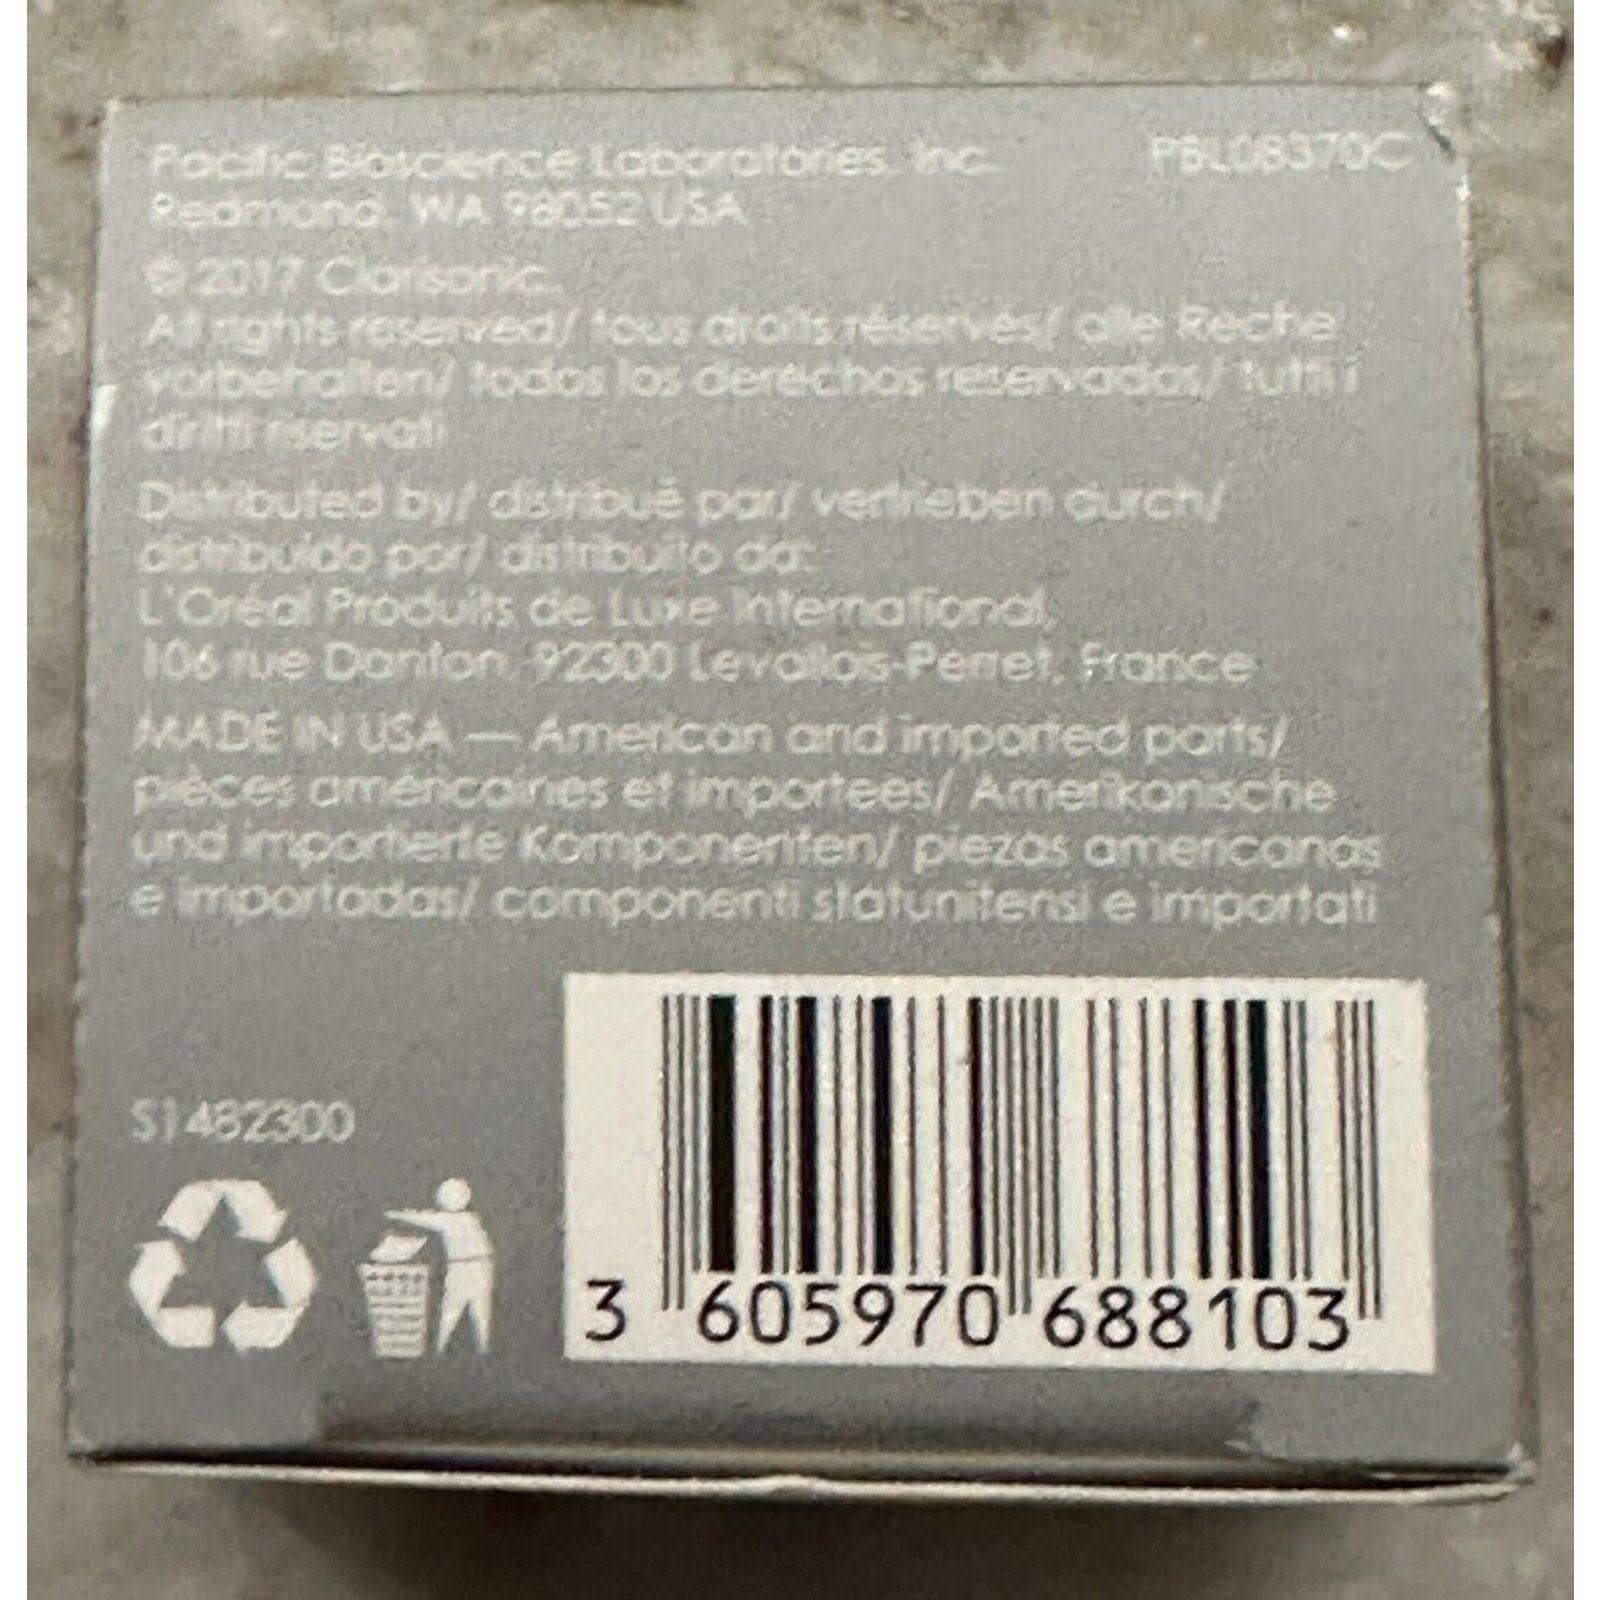 Pacific Bioscience Laboratories, Inc. PBL08370C
Redmond, WA 98052 USA
© 2017 Clarisonic.
All rights reserved/ tous droits réservés/ alle Reche
vorbehalten/ todos los derechos reservados/ tutti i
diritti riservati
Distributed by/ distribué par/ vertrieben durch/
distribuido por/ distribuito da:
L'Oréal Produits de Luxe International,
106 rue Danton, 92300 Levallois-Perret, France
MADE IN USA — American and imported parts/
pièces américaines et importees/ Amerikanische
und importierte Komponenten/ piezas americanas
e importadas/ componenti statunitensi e importati
S1482300
3 605970 688103